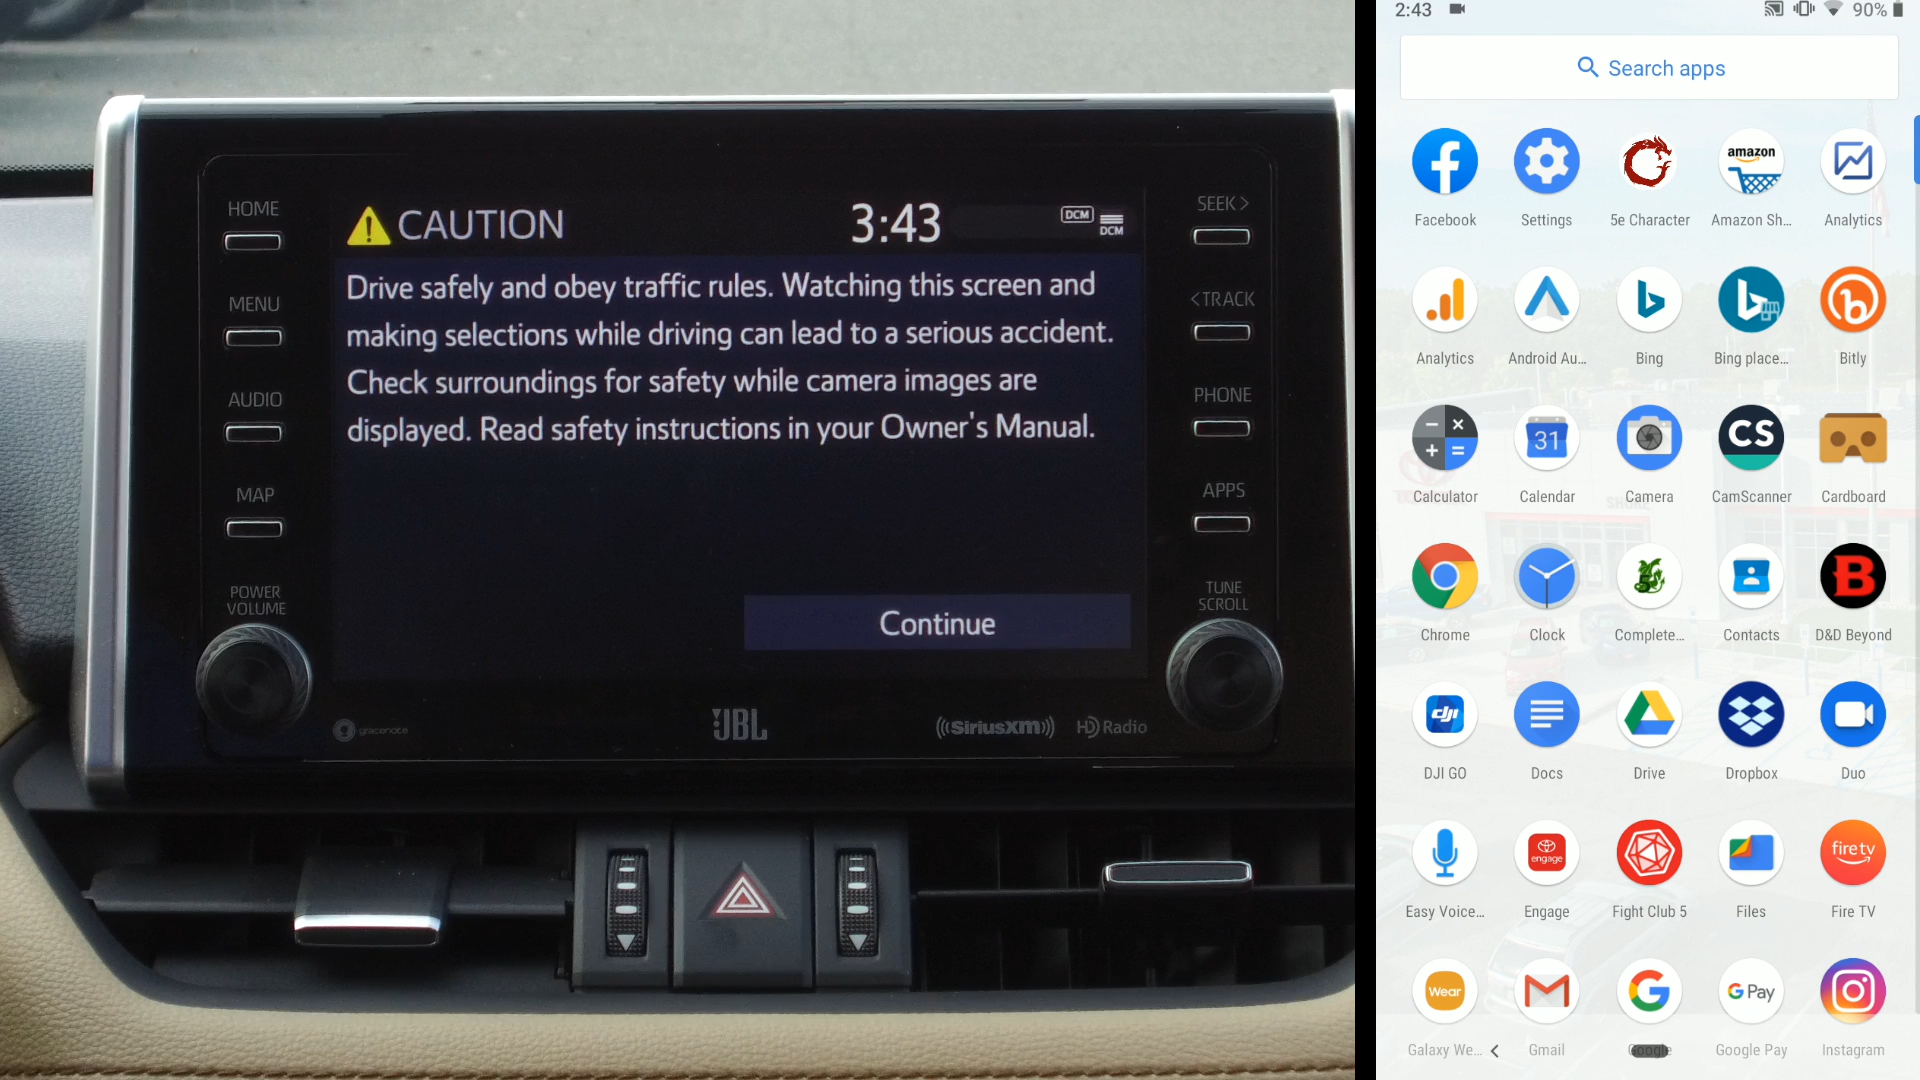 HOME
MENU
AUDIO
MAP
POWER
VOLUME
CAUTION
3:43
DCM
DCM
Drive safely and obey traffic rules. Watching this screen and
making selections while driving can lead to a serious accident.
Check surroundings for safety while camera images are
displayed. Read safety instructions in your Owner's Manual.
Continue
SEEK >
< TRACK
PHONE
APPS
TUNE
SCROLL
gracenote
JBL
((SiriusXM))
HD Radio
2:43
90%
Search apps
amazon
Facebook
Settings
5e Character
Amazon Sh...
Analytics
Analytics
Android Au...
Bing
Bing place...
Bitly
31
CS
Calculator
Calendar
Camera
CamScanner
Cardboard
B
Chrome
Clock
Complete...
Contacts
D&D Beyond
dji
DJI GO
Docs
Drive
Dropbox
Duo
engage
fire tv
Easy Voice...
Engage
Fight Club 5
Files
Fire TV
Wear
G Pay
Galaxy We...
Gmail
Google
Google Pay
Instagram